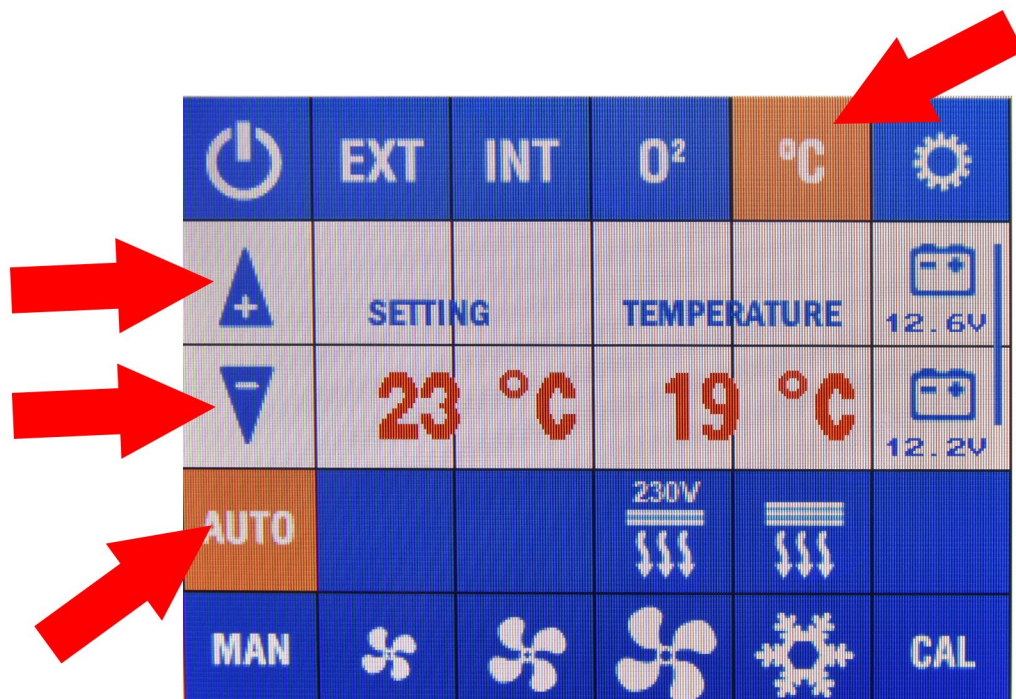 EXT INT O² °C
+ SETTING TEMPERATURE - + 12.6V
- 23 °C 19 °C - + 12.2V
AUTO 230V
MAN CAL